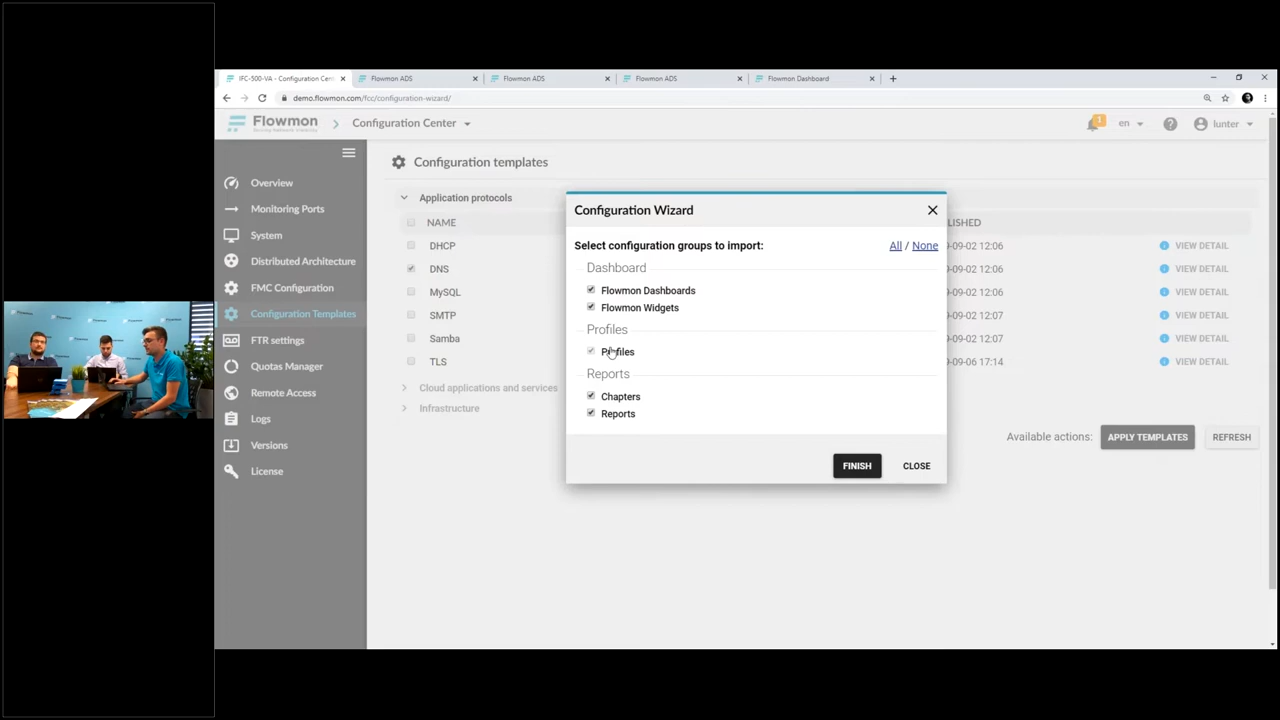 IFC-500-VA - Configuration Cen
Flowmon ADS
Flowmon ADS
Flowmon ADS
Flowmon Dashboard
demo.flowmon.com/fcc/configuration-wizard/
Flowmon
Driving Network Visibility
Configuration Center
1
en
lunter
Overview
Monitoring Ports
System
Distributed Architecture
FMC Configuration
Configuration Templates
FTR settings
Quotas Manager
Remote Access
Logs
Versions
License
Configuration templates
Application protocols
NAME
LISHED
DHCP
-09-02 12:06
VIEW DETAIL
DNS
-09-02 12:06
VIEW DETAIL
MySQL
-09-02 12:06
VIEW DETAIL
SMTP
-09-02 12:07
VIEW DETAIL
Samba
-09-02 12:07
VIEW DETAIL
TLS
-09-06 17:14
VIEW DETAIL
Cloud applications and services
Infrastructure
Available actions:
APPLY TEMPLATES
REFRESH
Configuration Wizard
Select configuration groups to import:
All / None
Dashboard
Flowmon Dashboards
Flowmon Widgets
Profiles
Profiles
Reports
Chapters
Reports
FINISH
CLOSE
Flowmon